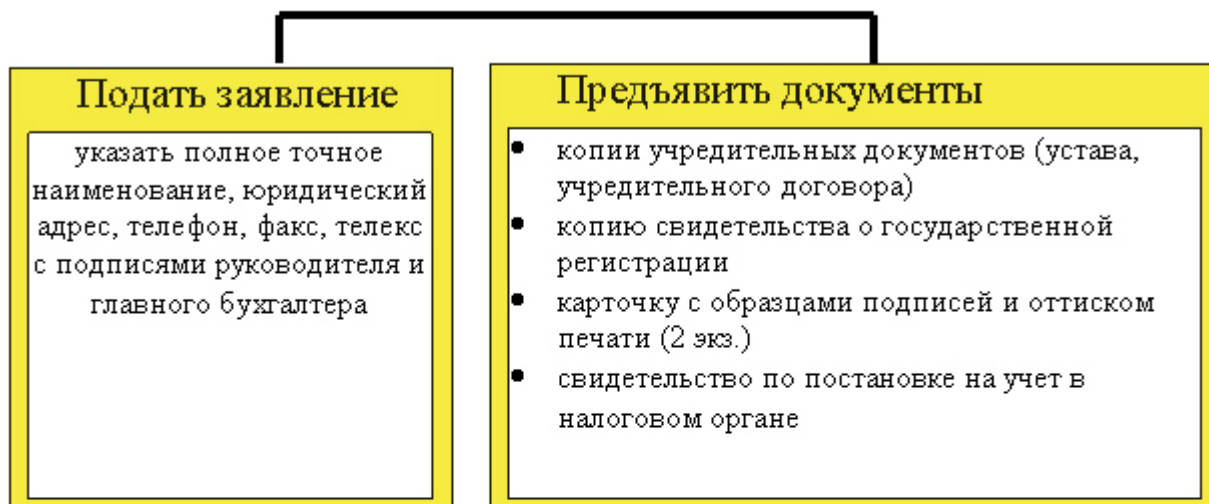 Подать заявление
указать полное точное
наименование, юридический
адрес, телефон, факс, телекс
с подписями руководителя и
главного бухгалтера
Предъявить документы
• копии учредительных документов (устава,
учредительного договора)
• копию свидетельства о государственной
регистрации
• карточку с образцами подписей и оттиском
печати (2 экз.)
• свидетельство по постановке на учет в
налоговом органе